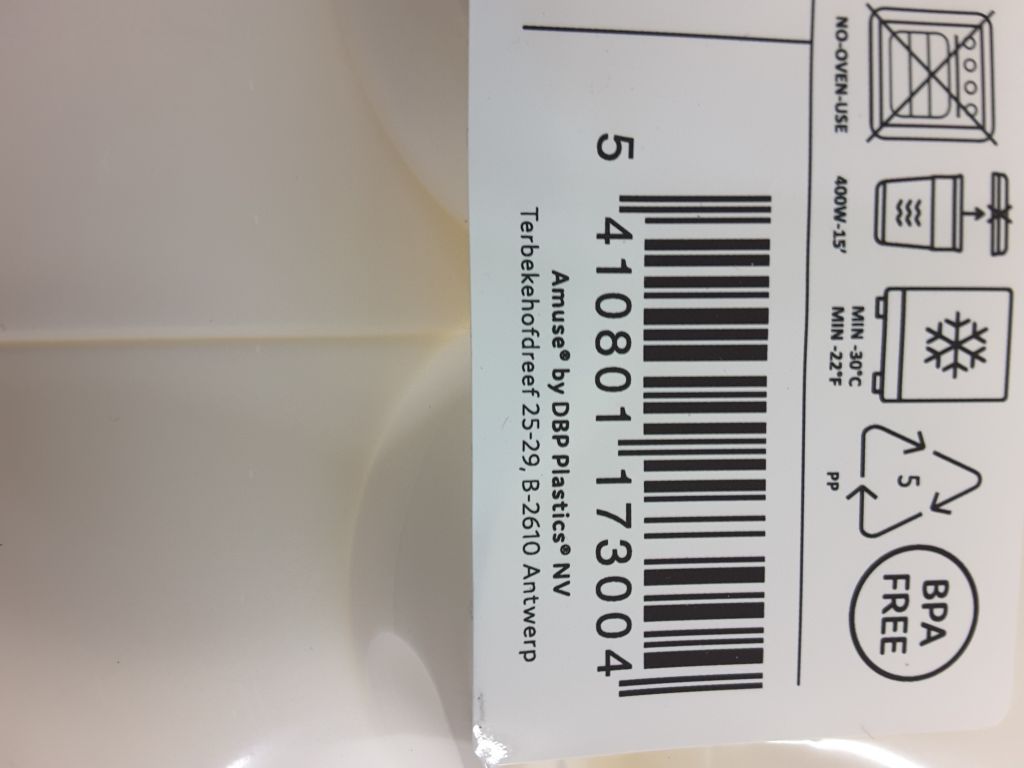 NO-OVEN-USE
400W-15'
MIN -30°C
MIN -22°F
5
PP
BPA
FREE
5 410801 173004
Amuse® by DBP Plastics® NV
Terbekehofdreef 25-29, B-2610 Antwerp